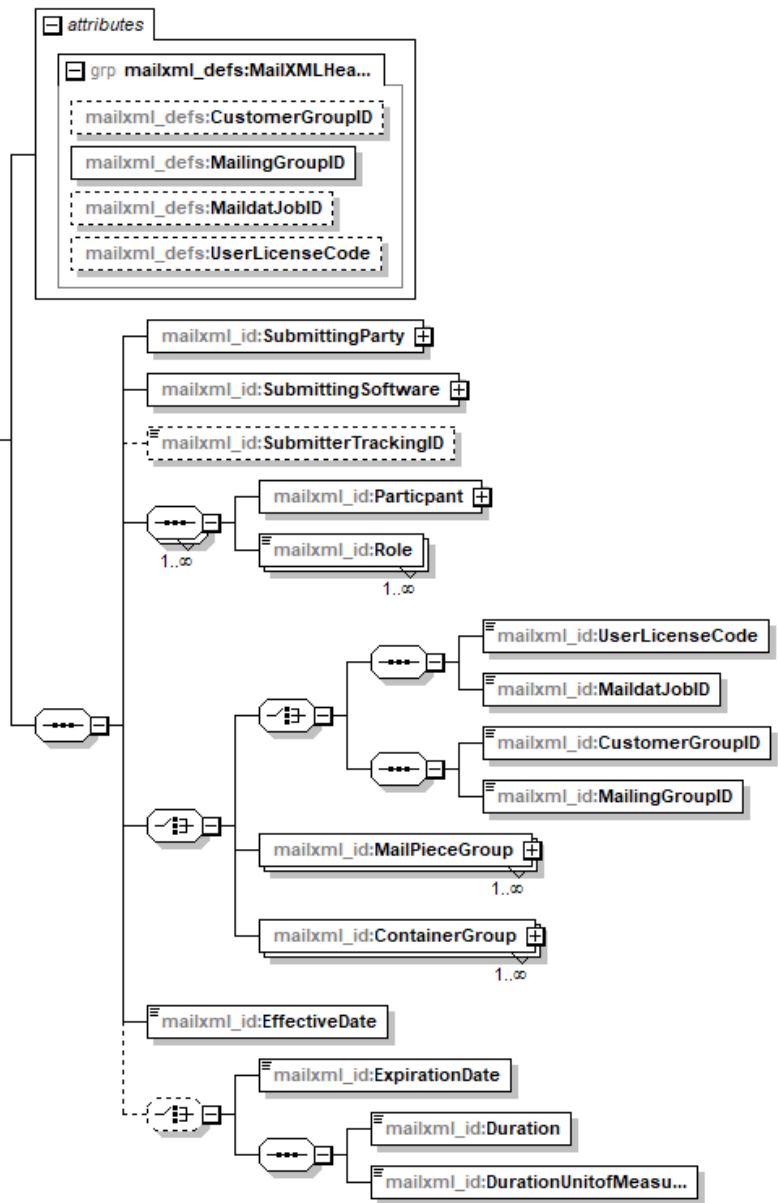 attributes
grp mailxml_defs:MailXMLHea...
mailxml_defs:CustomerGroupID
mailxml_defs:MailingGroupID
mailxml_defs:MaildatJobID
mailxml_defs:UserLicenseCode
mailxml_id:SubmittingParty
mailxml_id:SubmittingSoftware
mailxml_id:SubmitterTrackingID
mailxml_id:Particpant
1..∞
mailxml_id:Role
1..∞
mailxml_id:UserLicenseCode
mailxml_id:MaildatJobID
mailxml_id:CustomerGroupID
mailxml_id:MailingGroupID
mailxml_id:MailPieceGroup
1..∞
mailxml_id:ContainerGroup
1..∞
mailxml_id:EffectiveDate
mailxml_id:ExpirationDate
mailxml_id:Duration
mailxml_id:DurationUnitofMeasu...